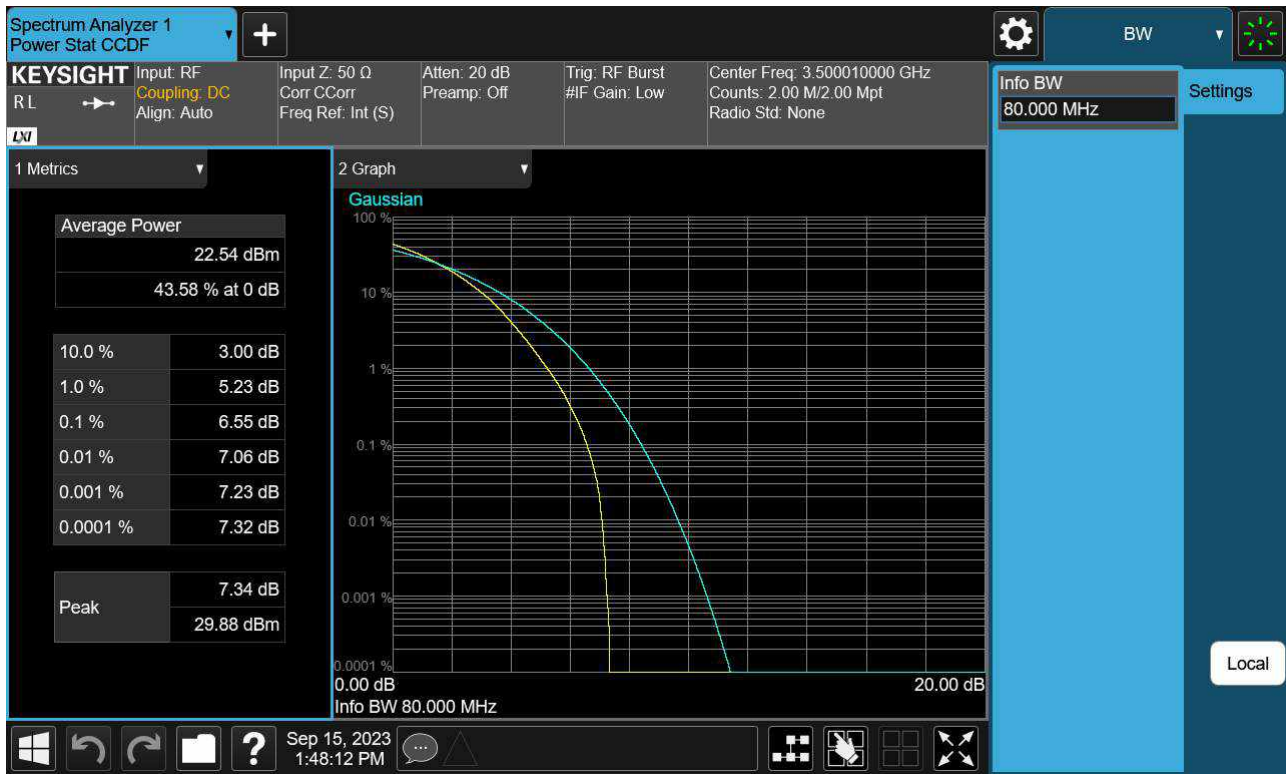 Spectrum Analyzer 1
Power Stat CCDF
+
BW
KEYSIGHT
RL
LXI
Input: RF
Coupling: DC
Align: Auto
Input Z: 50 Ω
Corr CCorr
Freq Ref: Int (S)
Atten: 20 dB
Preamp: Off
Trig: RF Burst
#IF Gain: Low
Center Freq: 3.500010000 GHz
Counts: 2.00 M/2.00 Mpt
Radio Std: None
Info BW
80.000 MHz
Settings
1 Metrics
Average Power
22.54 dBm
43.58 % at 0 dB
10.0 % 3.00 dB
1.0 % 5.23 dB
0.1 % 6.55 dB
0.01 % 7.06 dB
0.001 % 7.23 dB
0.0001 % 7.32 dB
Peak
7.34 dB
29.88 dBm
2 Graph
Gaussian
100 %
10 %
1 %
0.1 %
0.01 %
0.001 %
0.0001 %
0.00 dB 20.00 dB
Info BW 80.000 MHz
Local
?
Sep 15, 2023
1:48:12 PM